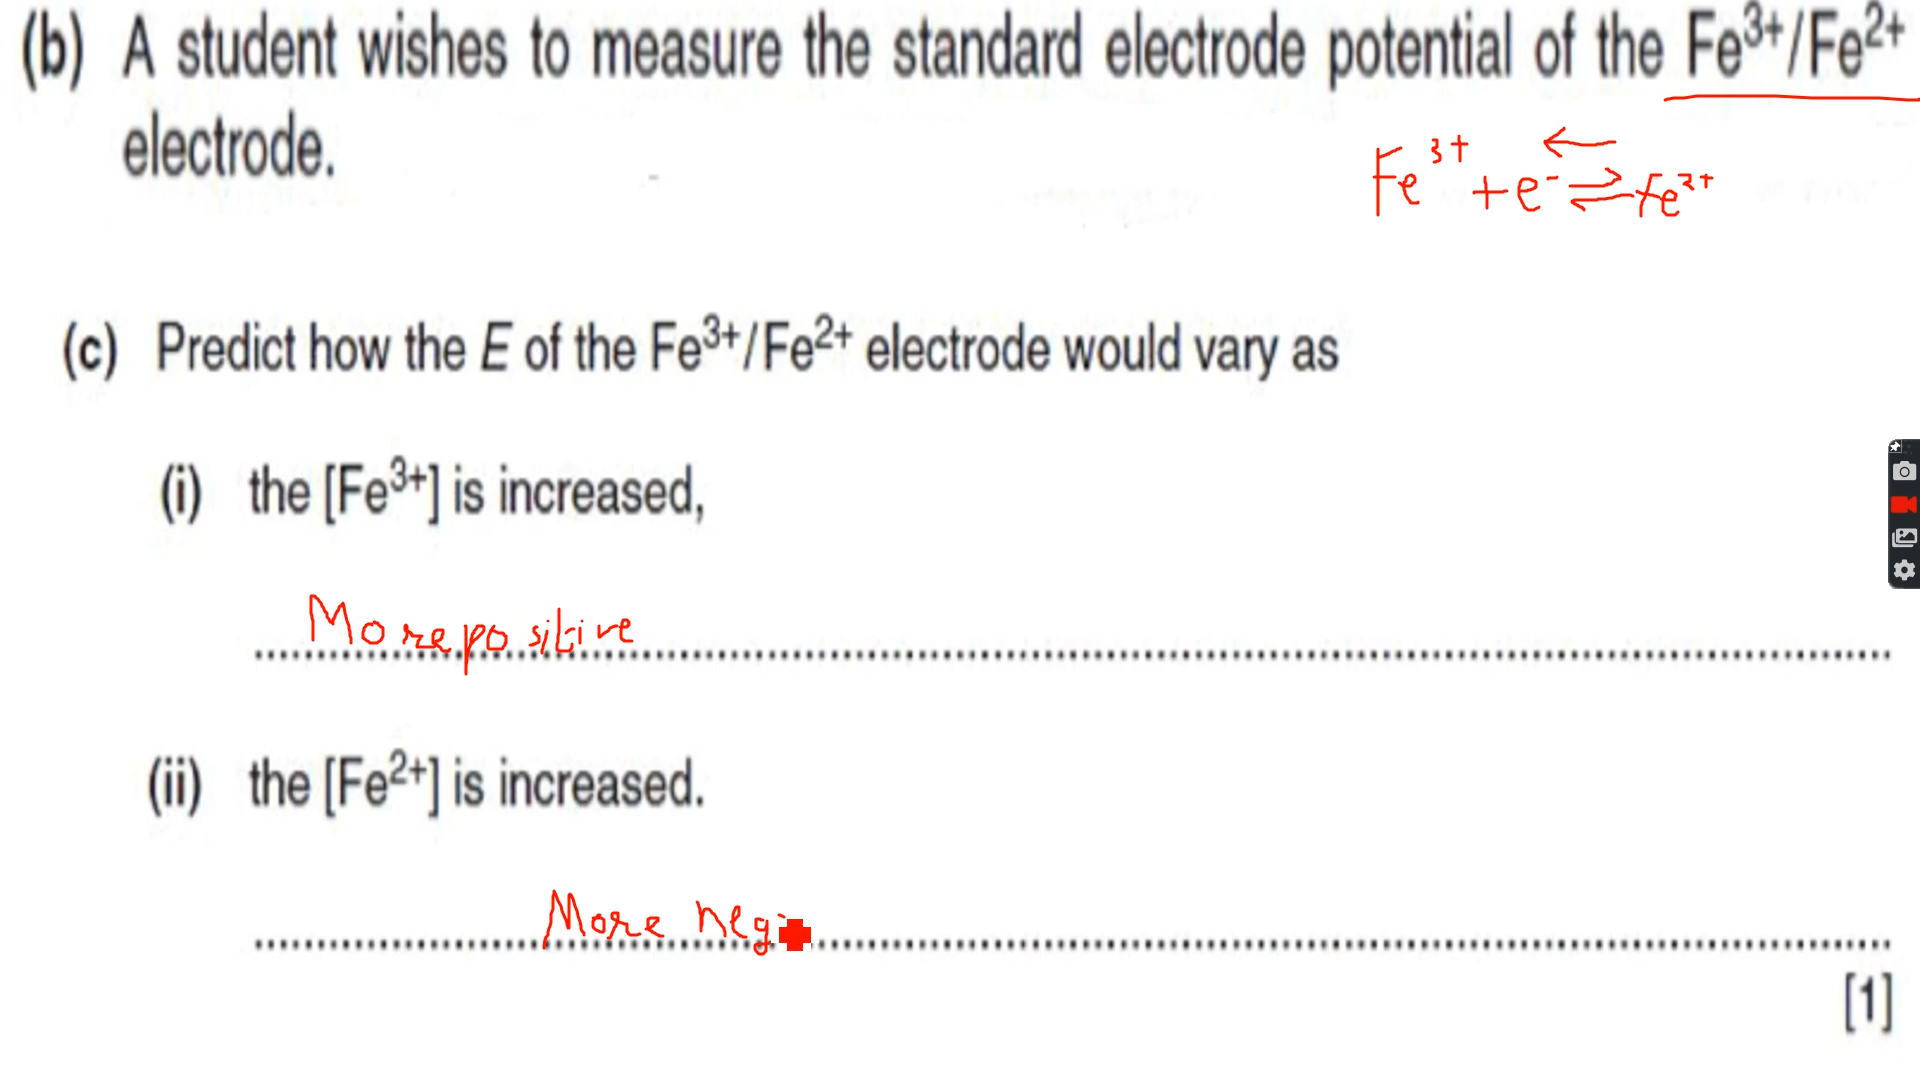 (b) A student wishes to measure the standard electrode potential of the Fe³⁺/Fe²⁺
electrode.
Fe³⁺ + e⁻ ⇌ Fe²⁺
←
(c) Predict how the E of the Fe³⁺/Fe²⁺ electrode would vary as
(i) the [Fe³⁺] is increased,
More positive
(ii) the [Fe²⁺] is increased.
More neg
[1]